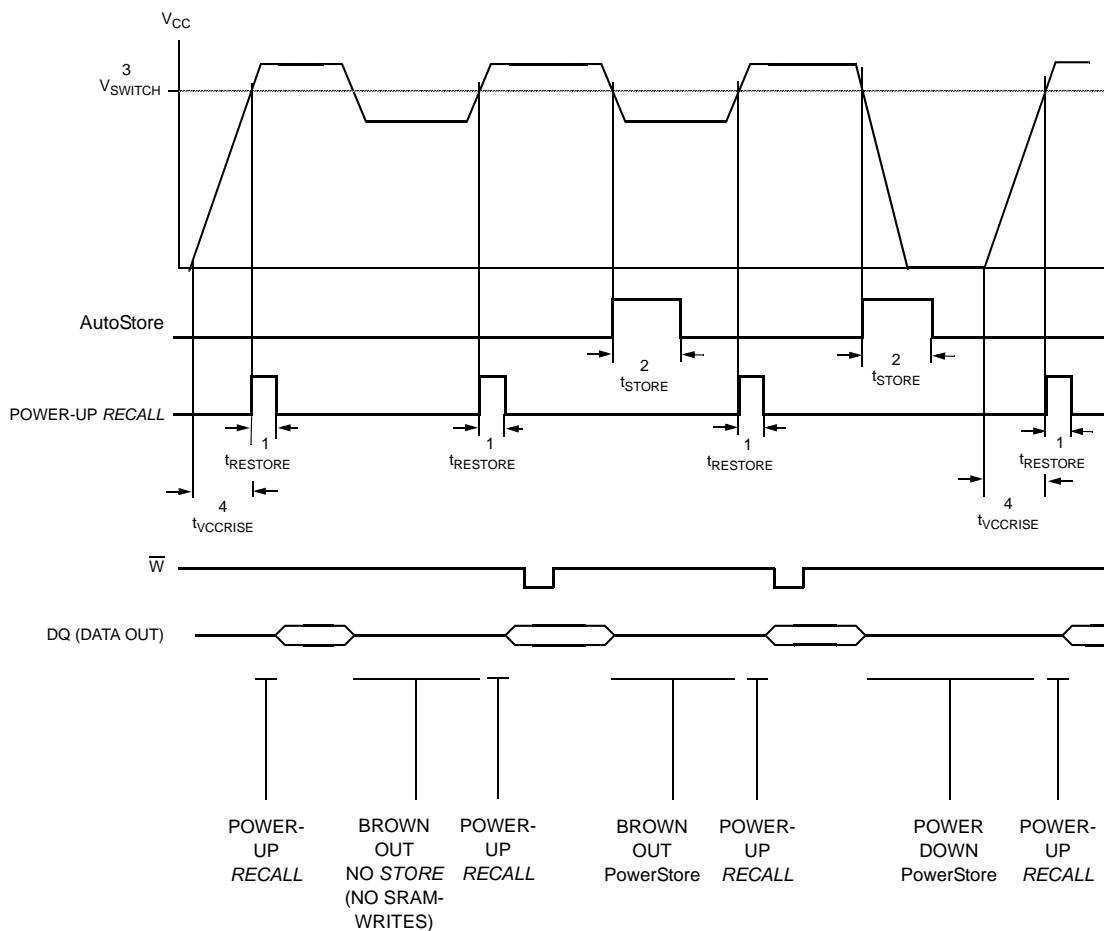 VCC
3
VSWITCH
AutoStore
2
tSTORE
2
tSTORE
POWER-UP RECALL
1
tRESTORE
1
tRESTORE
1
tRESTORE
1
tRESTORE
4
tVCCRISE
4
tVCCRISE
W
DQ (DATA OUT)
POWER-
UP
RECALL
BROWN
OUT
NO STORE
(NO SRAM-
WRITES)
POWER-
UP
RECALL
BROWN
OUT
PowerStore
POWER-
UP
RECALL
POWER
DOWN
PowerStore
POWER-
UP
RECALL